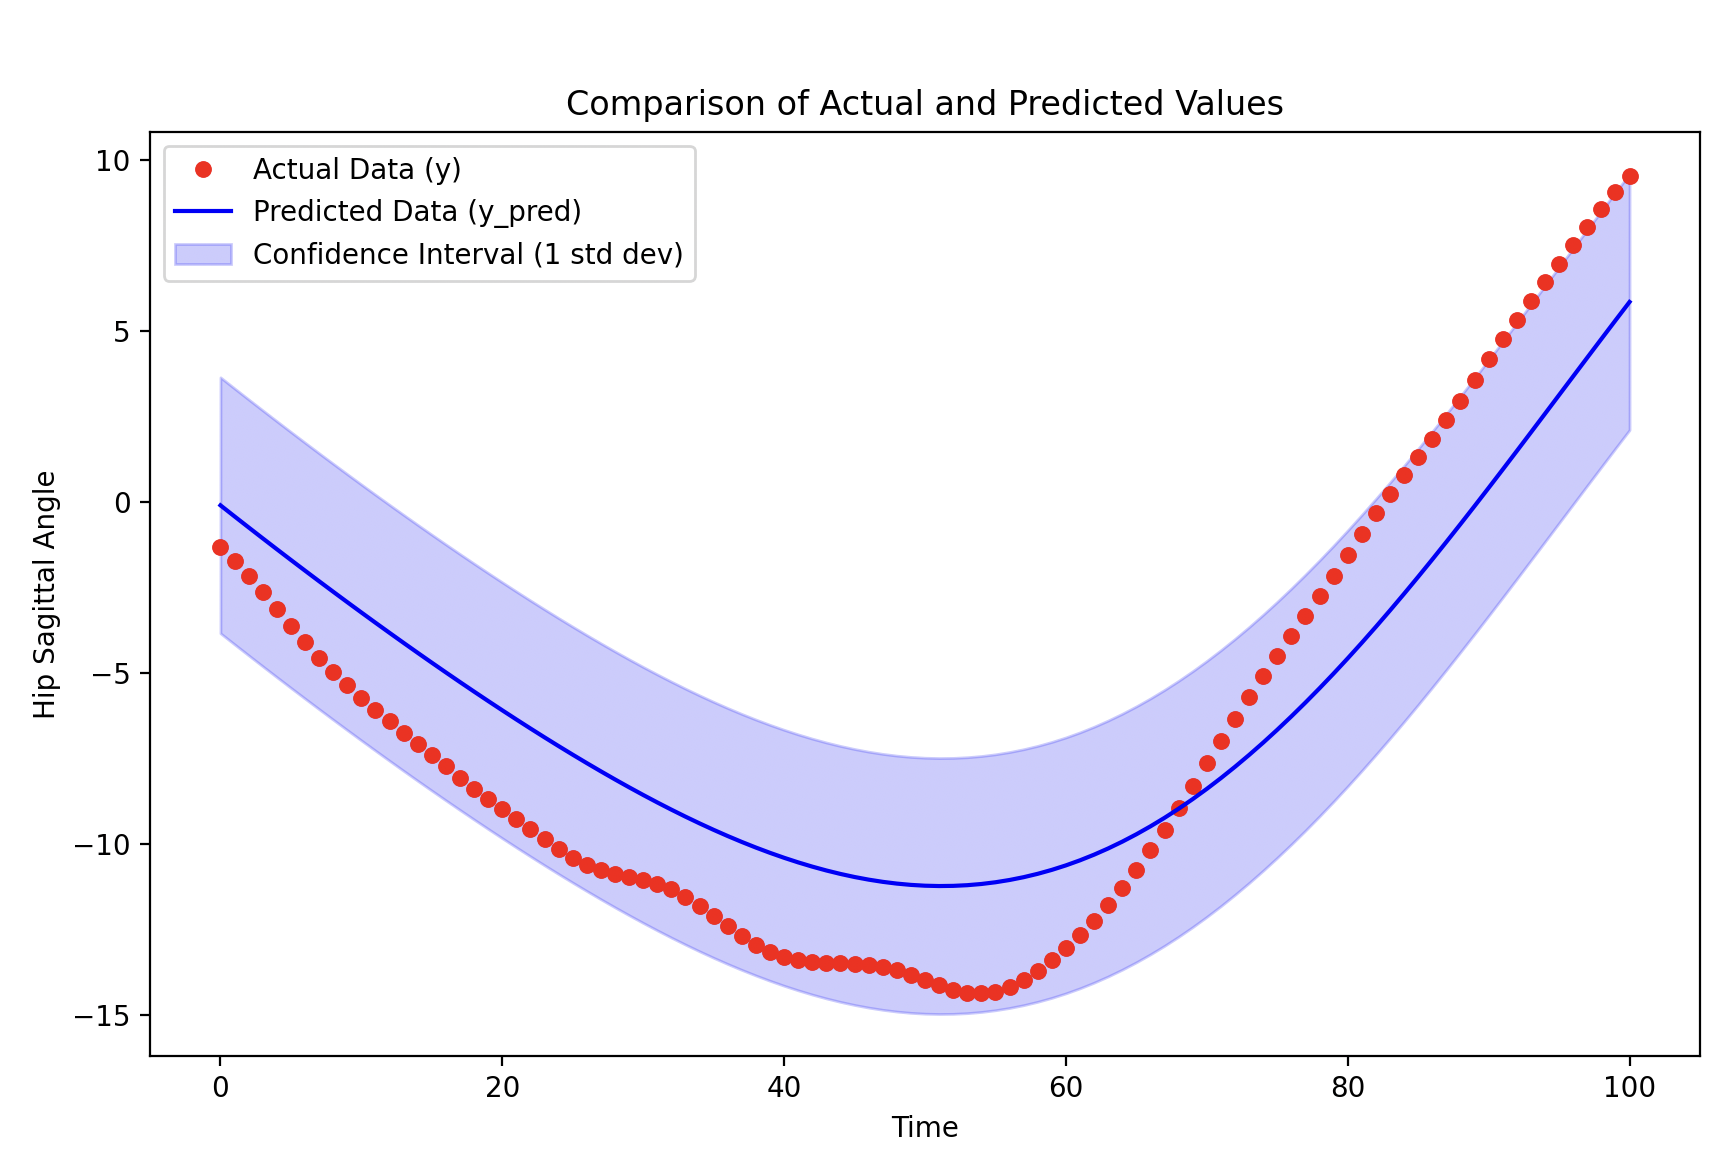 Comparison of Actual and Predicted Values
Actual Data (y)
Predicted Data (y_pred)
Confidence Interval (1 std dev)
Hip Sagittal Angle
10
5
0
−5
−10
−15
0 20 40 60 80 100
Time